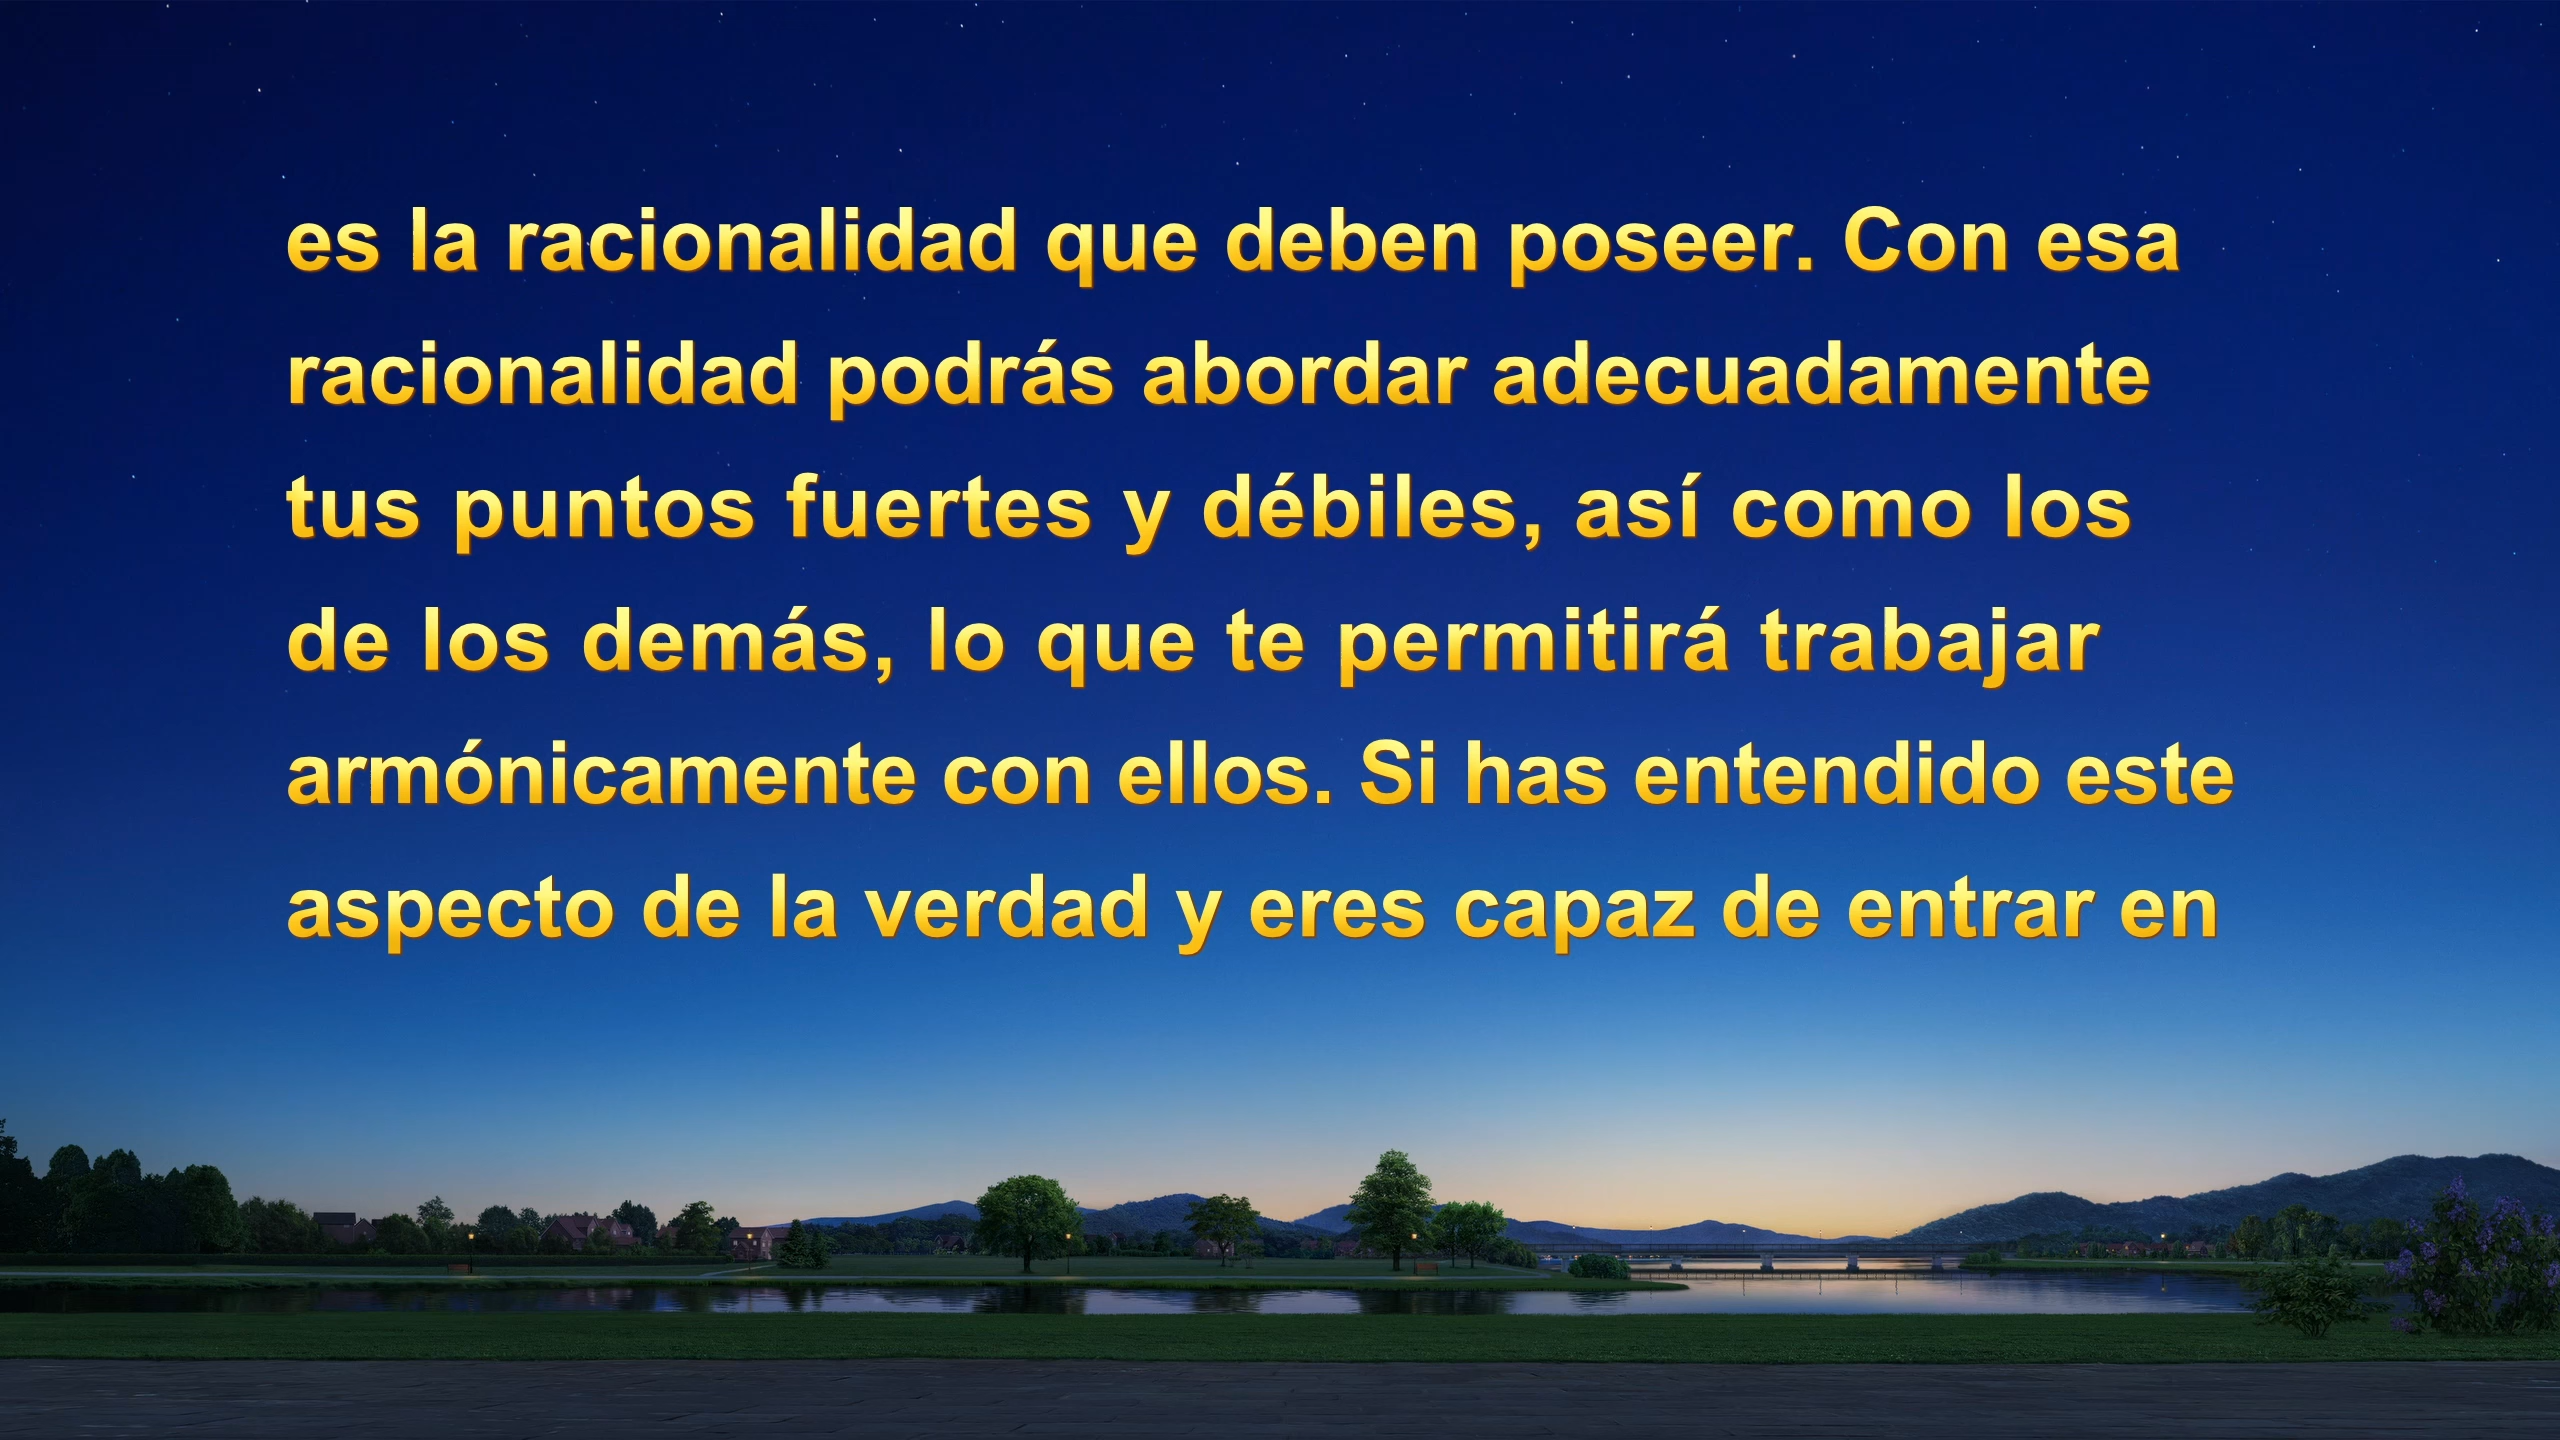 es la racionalidad que deben poseer. Con esa
racionalidad podrás abordar adecuadamente
tus puntos fuertes y débiles, así como los
de los demás, lo que te permitirá trabajar
armónicamente con ellos. Si has entendido este
aspecto de la verdad y eres capaz de entrar en